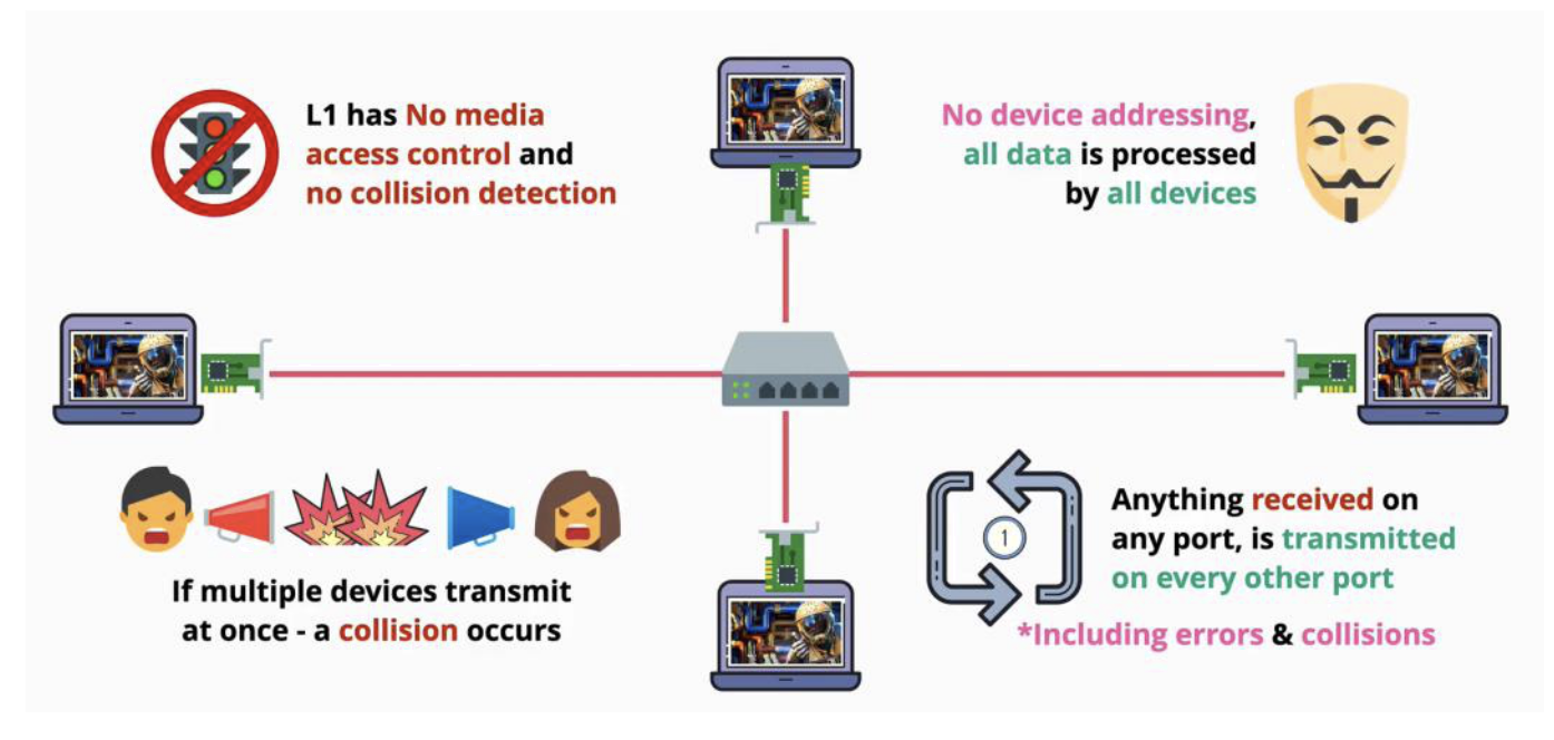 L1 has No media
access control and
no collision detection
No device addressing,
all data is processed
by all devices
If multiple devices transmit
at once - a collision occurs
1
Anything received on
any port, is transmitted
on every other port
*Including errors & collisions